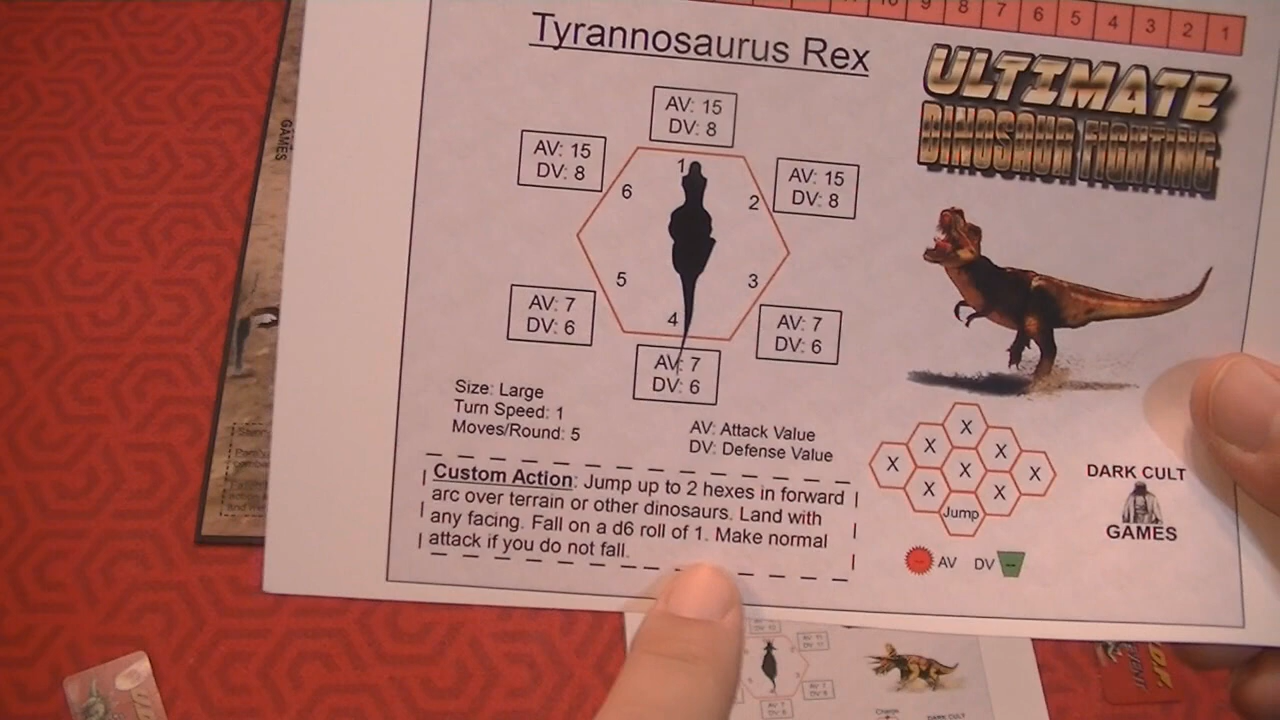 9 8 7 6 5 4 3 2 1
Tyrannosaurus Rex
ULTIMATE
DINOSAUR FIGHTING
AV: 15
DV: 8
AV: 15
DV: 8
AV: 15
DV: 8
1
6
2
5
3
4
AV: 7
DV: 6
AV: 7
DV: 6
AV: 7
DV: 6
Size: Large
Turn Speed: 1
Moves/Round: 5
AV: Attack Value
DV: Defense Value
Custom Action: Jump up to 2 hexes in forward
arc over terrain or other dinosaurs. Land with
any facing. Fall on a d6 roll of 1. Make normal
attack if you do not fall.
X
X X
X X X
X X
Jump
-- AV DV --
DARK CULT
GAMES
GAMES